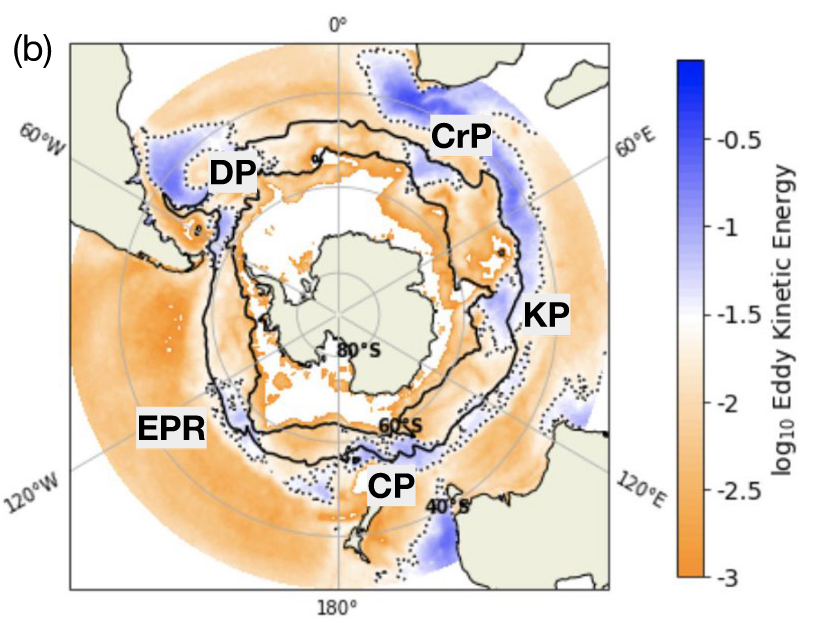 (b)
0°
60°W
60°E
DP
CrP
KP
80°S
EPR
60°S
CP
40°S
120°W
120°E
180°
-0.5
-1
-1.5
-2
-2.5
-3
log₁₀ Eddy Kinetic Energy